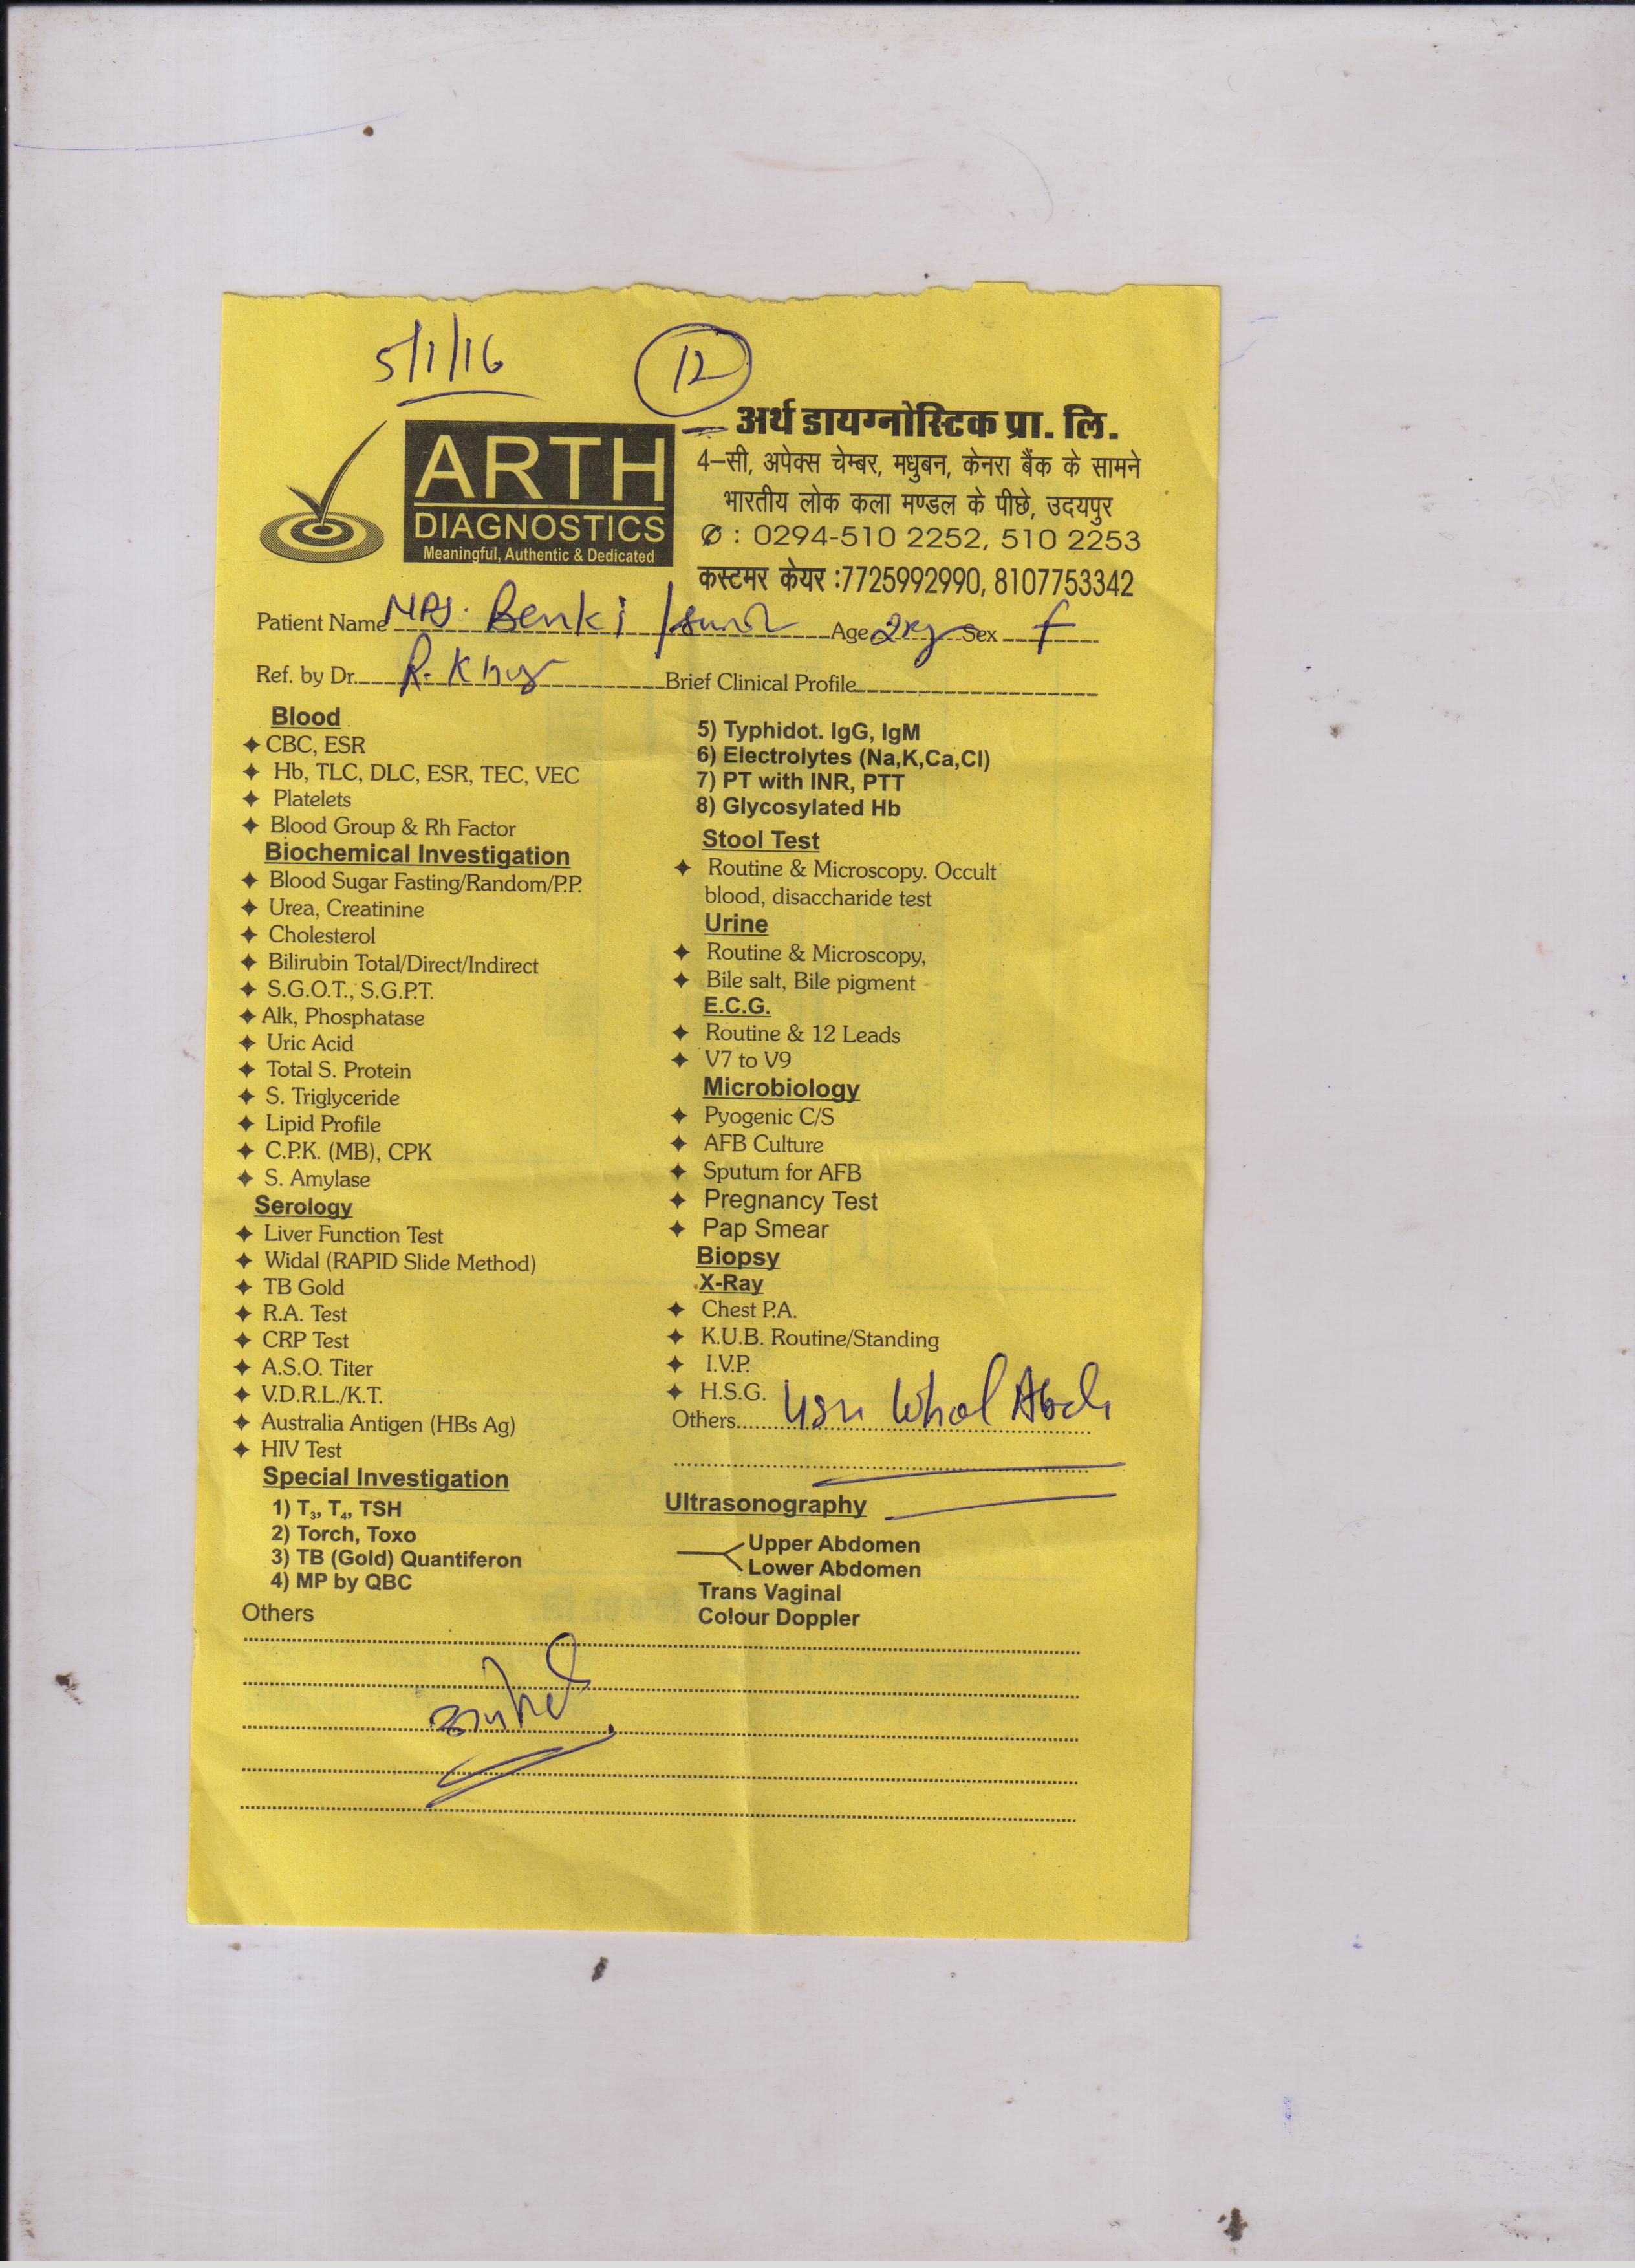 5/1/16
12
अर्थ डायग्नोस्टिक प्रा. लि.
ARTH
DIAGNOSTICS
Meaningful, Authentic & Dedicated
4–सी, अपेक्स चेम्बर, मधुबन, केनरा बैंक के सामने
भारतीय लोक कला मण्डल के पीछे, उदयपुर
✆ : 0294-510 2252, 510 2253
कस्टमर केयर :7725992990, 8107753342
Patient Name MRS. Benki / Age Sex f
Ref. by Dr. R. Brief Clinical Profile
Blood
✦ CBC, ESR
✦ Hb, TLC, DLC, ESR, TEC, VEC
✦ Platelets
✦ Blood Group & Rh Factor
Biochemical Investigation
✦ Blood Sugar Fasting/Random/P.P.
✦ Urea, Creatinine
✦ Cholesterol
✦ Bilirubin Total/Direct/Indirect
✦ S.G.O.T., S.G.P.T.
✦ Alk, Phosphatase
✦ Uric Acid
✦ Total S. Protein
✦ S. Triglyceride
✦ Lipid Profile
✦ C.P.K. (MB), CPK
✦ S. Amylase
Serology
✦ Liver Function Test
✦ Widal (RAPID Slide Method)
✦ TB Gold
✦ R.A. Test
✦ CRP Test
✦ A.S.O. Titer
✦ V.D.R.L./K.T.
✦ Australia Antigen (HBs Ag)
✦ HIV Test
Special Investigation
1) T3, T4, TSH
2) Torch, Toxo
3) TB (Gold) Quantiferon
4) MP by QBC
Others
5) Typhidot. IgG, IgM
6) Electrolytes (Na,K,Ca,Cl)
7) PT with INR, PTT
8) Glycosylated Hb
Stool Test
✦ Routine & Microscopy. Occult
blood, disaccharide test
Urine
✦ Routine & Microscopy,
✦ Bile salt, Bile pigment
E.C.G.
✦ Routine & 12 Leads
✦ V7 to V9
Microbiology
✦ Pyogenic C/S
✦ AFB Culture
✦ Sputum for AFB
✦ Pregnancy Test
✦ Pap Smear
Biopsy
X-Ray
✦ Chest P.A.
✦ K.U.B. Routine/Standing
✦ I.V.P.
✦ H.S.G.
Others Whol Abd
Ultrasonography
Upper Abdomen
Lower Abdomen
Trans Vaginal
Colour Doppler